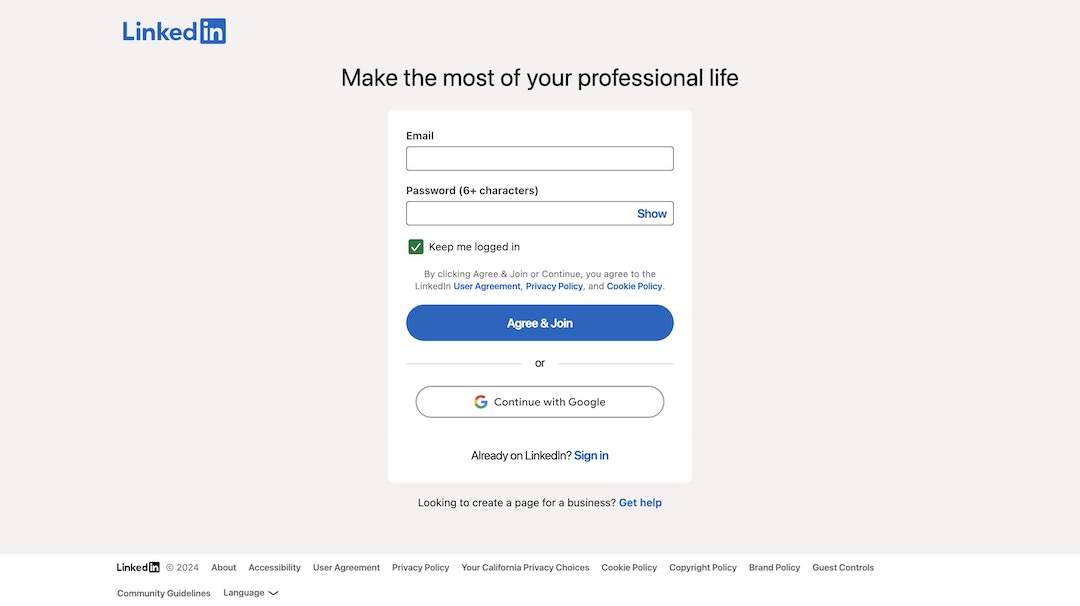 LinkedIn
Make the most of your professional life
Email
Password (6+ characters)
Show
Keep me logged in
By clicking Agree & Join or Continue, you agree to the
LinkedIn User Agreement, Privacy Policy, and Cookie Policy.
Agree & Join
or
Continue with Google
Already on LinkedIn? Sign in
Looking to create a page for a business? Get help
LinkedIn © 2024 About Accessibility User Agreement Privacy Policy Your California Privacy Choices Cookie Policy Copyright Policy Brand Policy Guest Controls
Community Guidelines Language